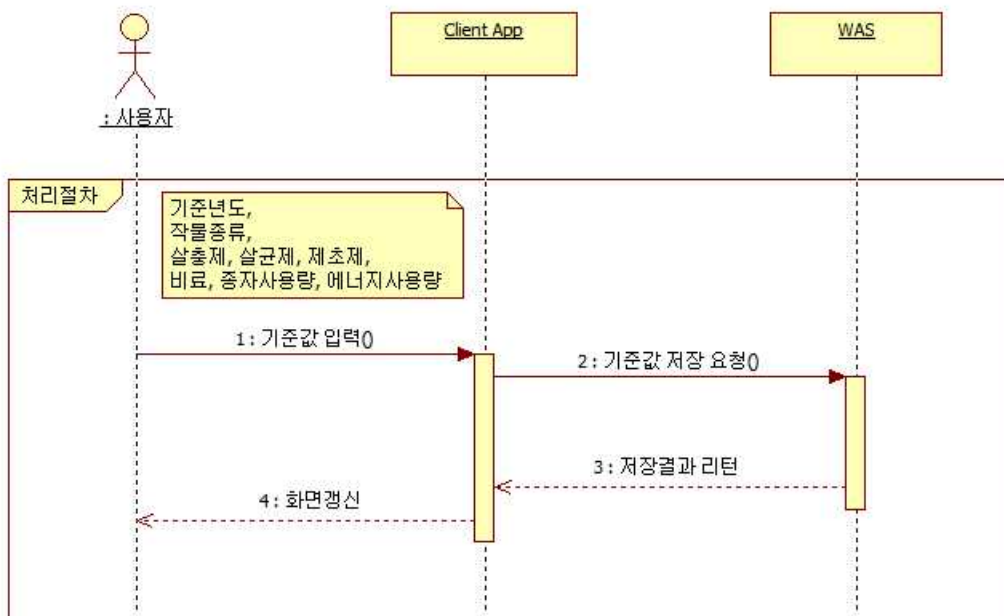 Client App
WAS
: 사용자
처리절차
기준년도,
작물종류,
살충제, 살균제, 제초제,
비료, 종자사용량, 에너지사용량
1 : 기준값 입력()
2 : 기준값 저장 요청()
3 : 저장결과 리턴
4 : 화면갱신